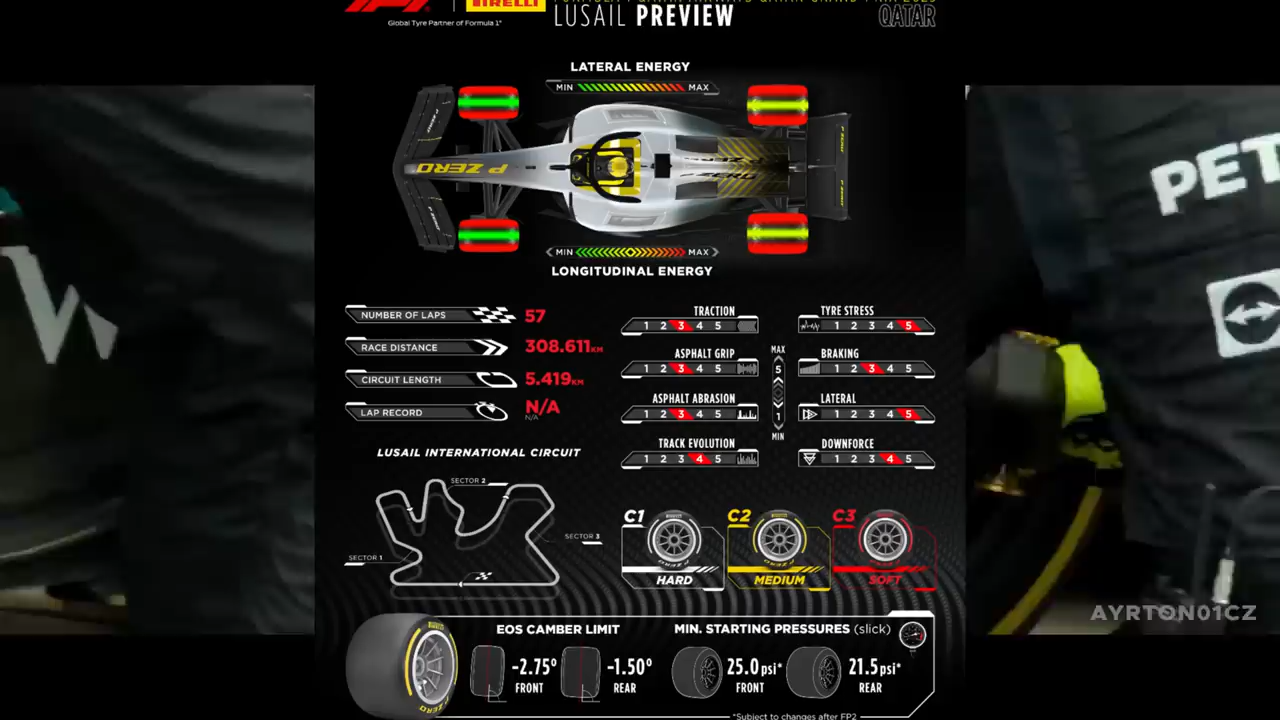 PIRELLI
Global Tyre Partner of Formula 1®
LUSAIL PREVIEW
QATAR
LATERAL ENERGY
MIN MAX
P ZERO
MIN MAX
LONGITUDINAL ENERGY
NUMBER OF LAPS 57
RACE DISTANCE 308.611KM
CIRCUIT LENGTH 5.419KM
LAP RECORD N/A
N/A
TRACTION
1 2 3 4 5
ASPHALT GRIP
1 2 3 4 5
ASPHALT ABRASION
1 2 3 4 5
TRACK EVOLUTION
1 2 3 4 5
MAX
5
1
MIN
TYRE STRESS
1 2 3 4 5
BRAKING
1 2 3 4 5
LATERAL
1 2 3 4 5
DOWNFORCE
1 2 3 4 5
LUSAIL INTERNATIONAL CIRCUIT
SECTOR 2
SECTOR 3
SECTOR 1
C1
HARD
C2
MEDIUM
C3
SOFT
EOS CAMBER LIMIT
-2.75°
FRONT
-1.50°
REAR
MIN. STARTING PRESSURES (slick)
25.0psi*
FRONT
21.5psi*
REAR
*Subject to changes after FP2
PET
AYRTON01CZ